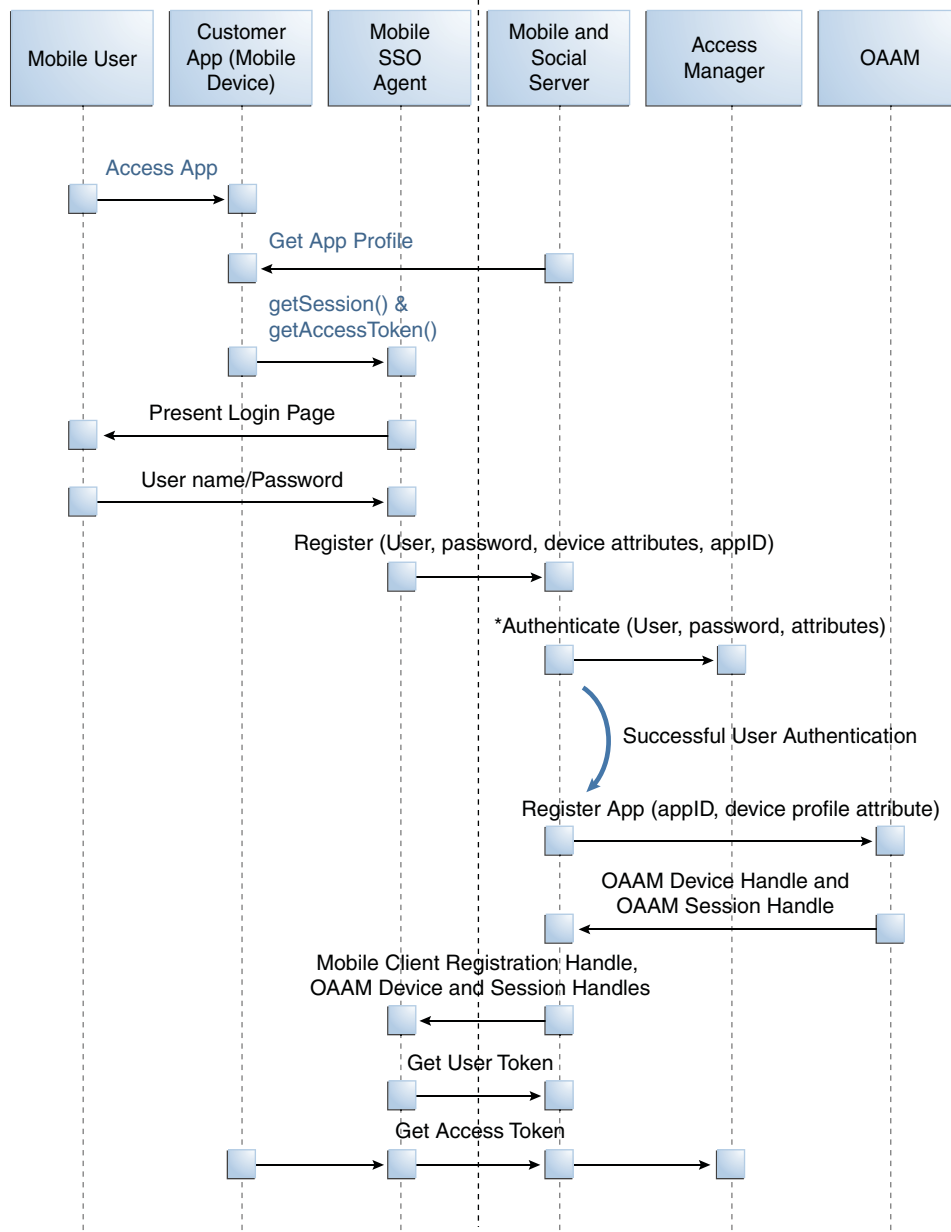 Mobile User
Customer
App (Mobile
Device)
Mobile
SSO
Agent
Mobile and
Social
Server
Access
Manager
OAAM
Access App
Get App Profile
getSession() &
getAccessToken()
Present Login Page
User name/Password
Register (User, password, device attributes, appID)
*Authenticate (User, password, attributes)
Successful User Authentication
Register App (appID, device profile attribute)
OAAM Device Handle and
OAAM Session Handle
Mobile Client Registration Handle,
OAAM Device and Session Handles
Get User Token
Get Access Token